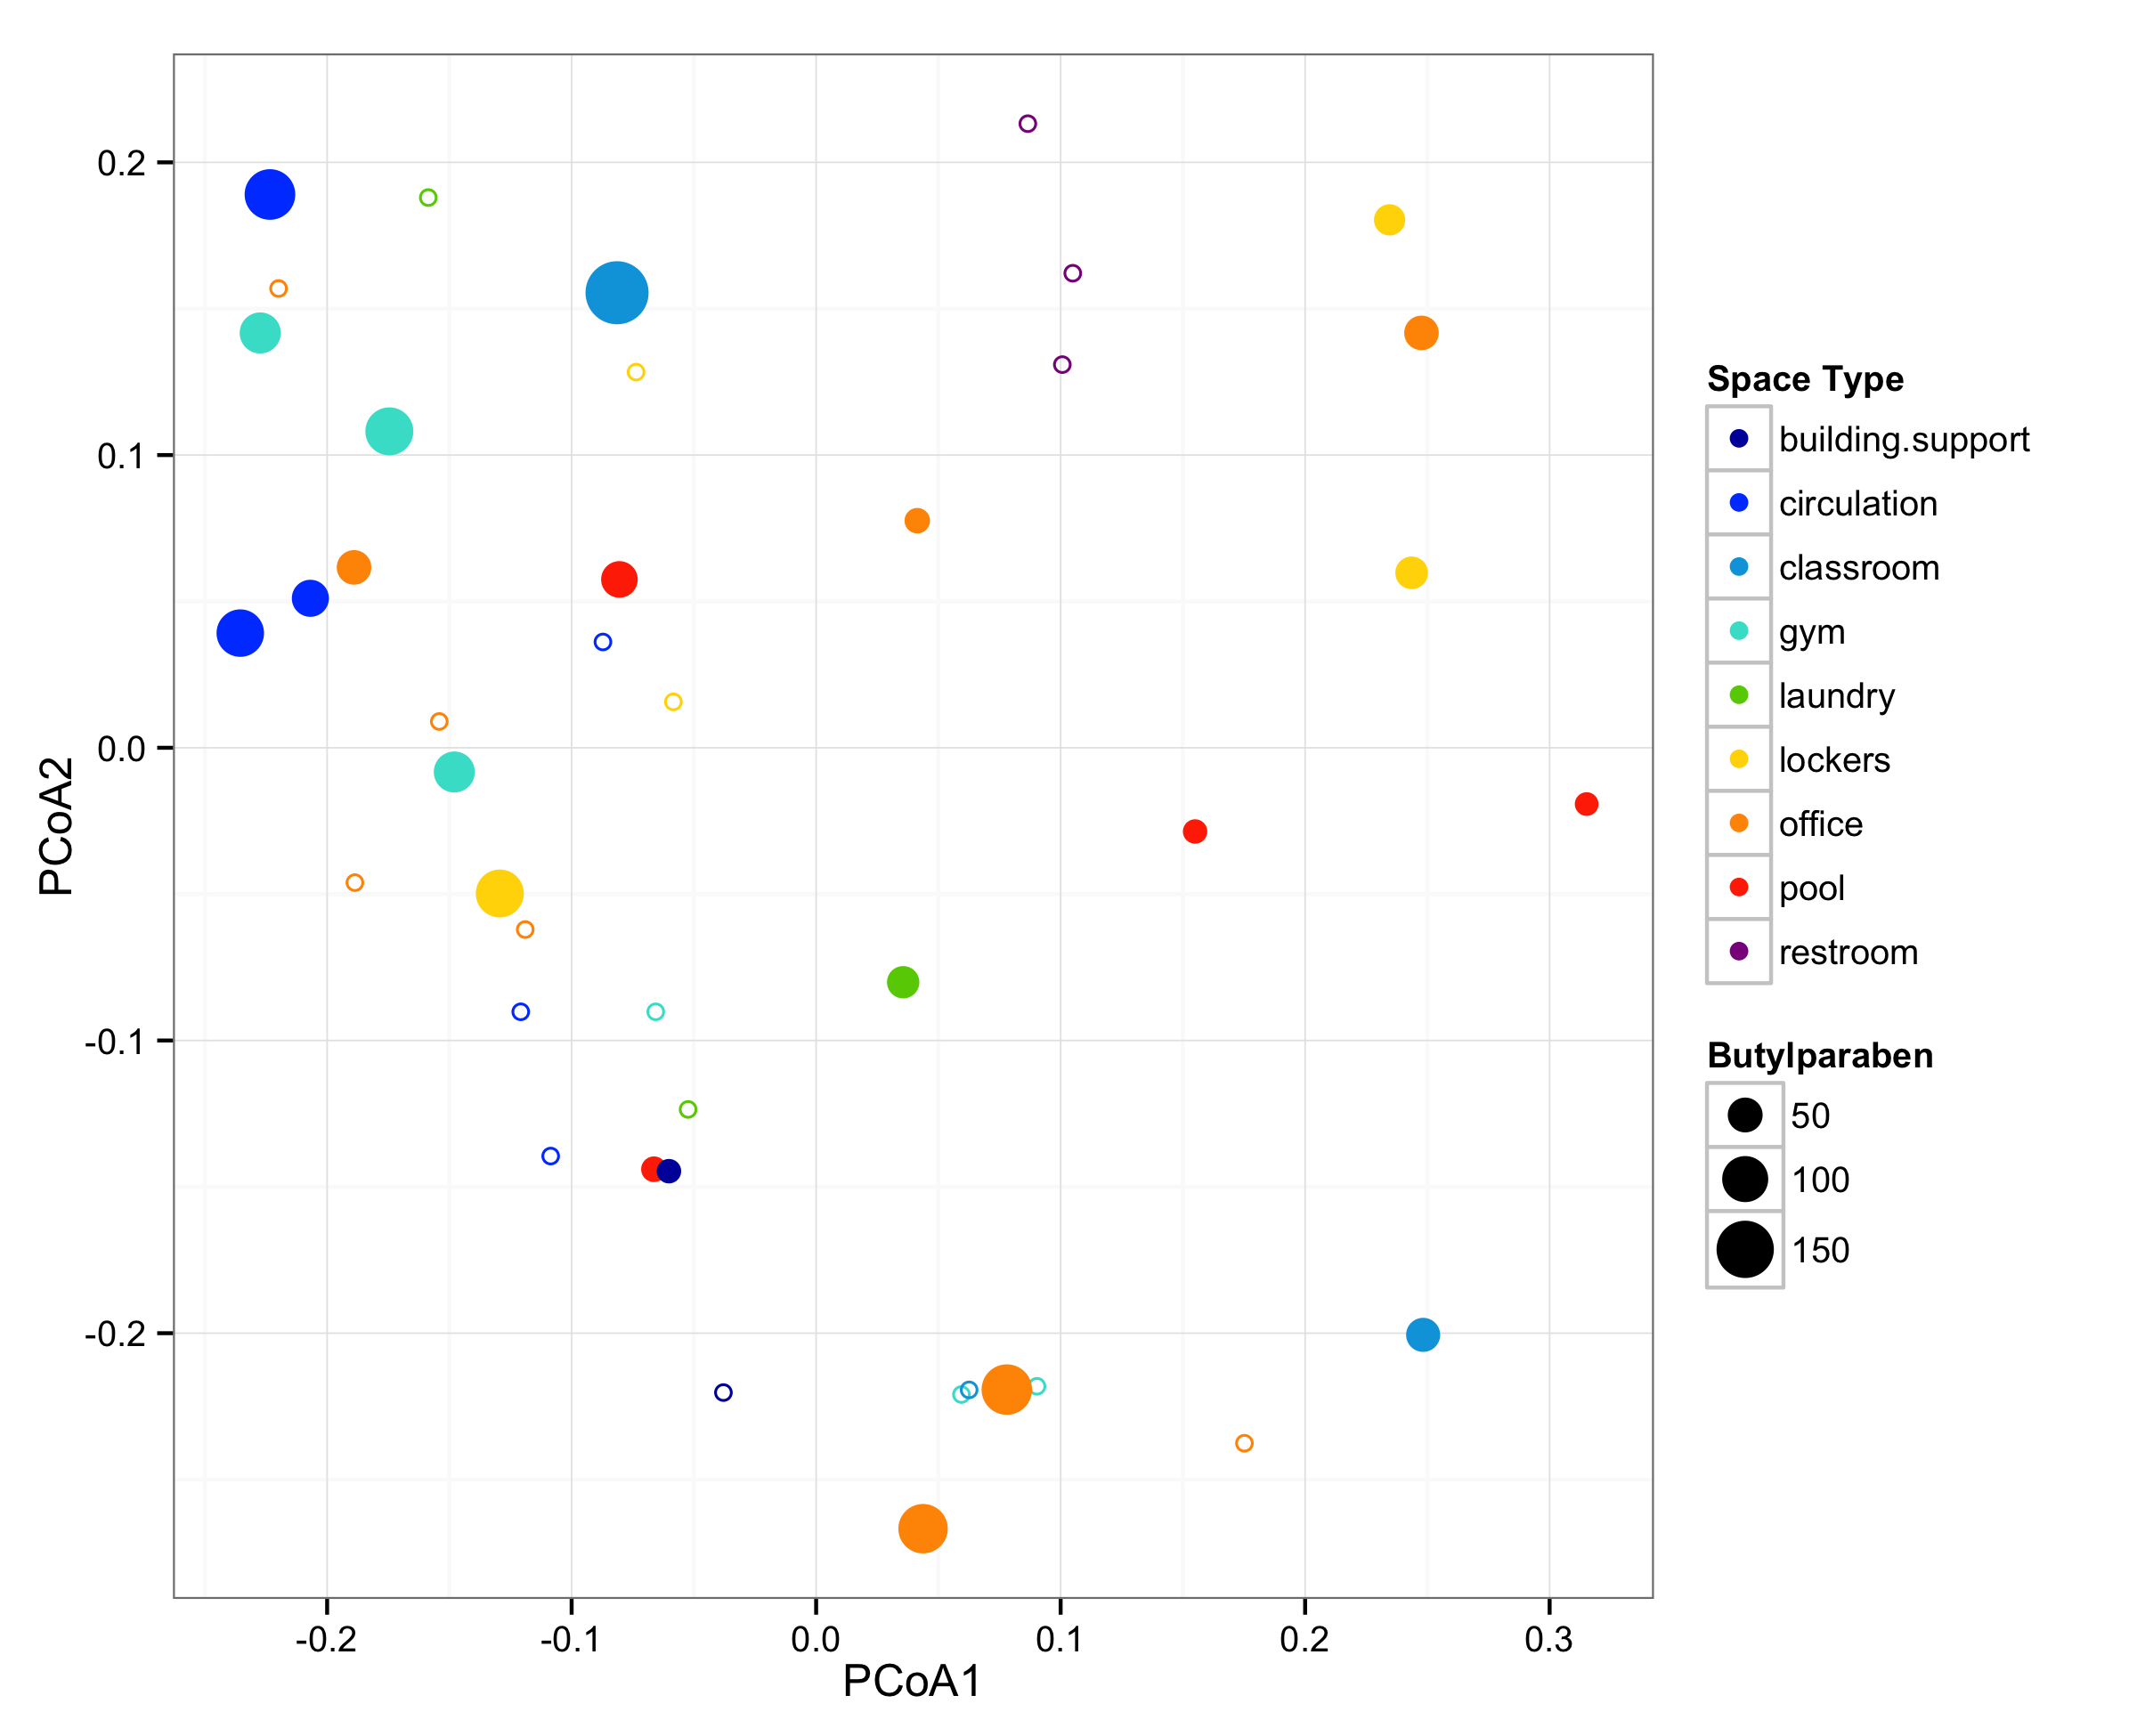 0.2
0.1
0.0
-0.1
-0.2
PCoA2
-0.2 -0.1 0.0 0.1 0.2 0.3
PCoA1
Space Type
building.support
circulation
classroom
gym
laundry
lockers
office
pool
restroom
Butylparaben
50
100
150